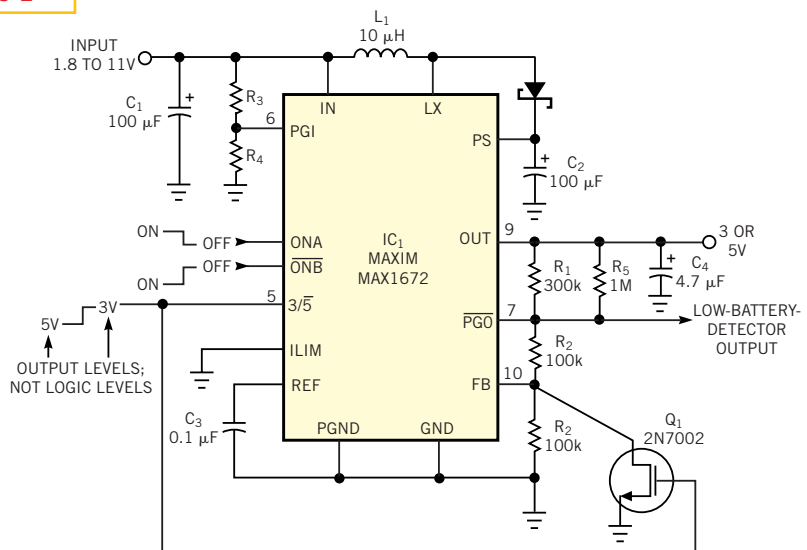 L1
10 µH
INPUT
1.8 TO 11V
C1
100 µF
+
R3
R4
6
PGI
IN
LX
PS
+
C2
100 µF
ON
OFF
ONA
ON
OFF
ONB
IC1
MAXIM
MAX1672
OUT
9
3 OR
5V
R1
300k
R5
1M
+
C4
4.7 µF
5
3/5
5V
3V
OUTPUT LEVELS;
NOT LOGIC LEVELS
PGO
7
LOW-BATTERY-
DETECTOR
OUTPUT
R2
100k
ILIM
REF
FB
10
C3
0.1 µF
PGND
GND
R2
100k
Q1
2N7002